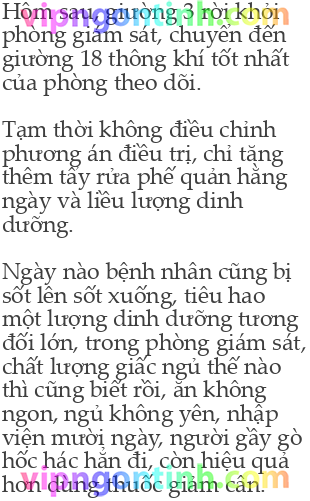 Hôm sau, giường 3 rời khỏi
vipngontinh.com
phòng giám sát, chuyển đến
giường 18 thông khí tốt nhất
của phòng theo dõi.
Tạm thời không điều chỉnh
phương án điều trị, chỉ tăng
thêm tẩy rửa phế quản hằng
ngày và liều lượng dinh
dưỡng.
Ngày nào bệnh nhân cũng bị
sốt lên sốt xuống, tiêu hao
một lượng dinh dưỡng tương
đối lớn, trong phòng giám sát,
chất lượng giấc ngủ thế nào
thì cũng biết rồi, ăn không
ngon, ngủ không yên, nhập
viện mười ngày, người gầy gò
hốc hác hẳn đi, còn hiệu quả
vipngontinh.com
hơn dùng thuốc giảm cân